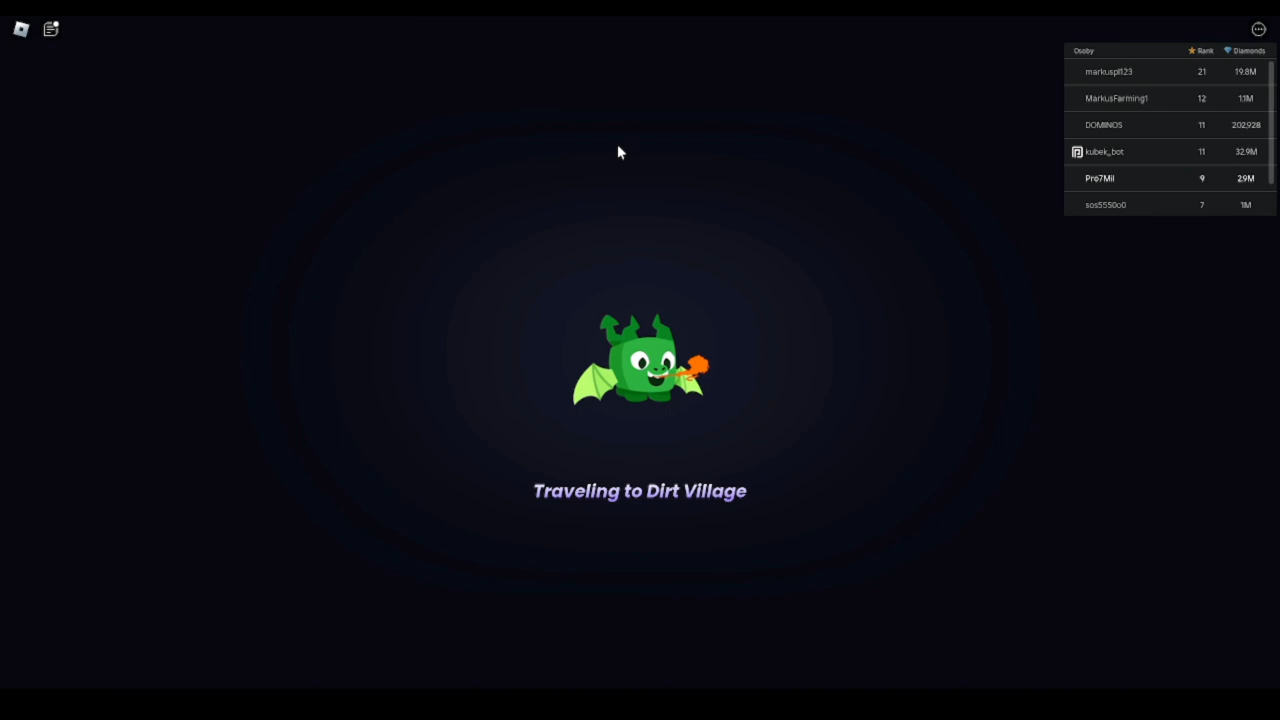 Osoby Rank Diamonds
markuspl123 21 19.8M
MarkusFarming1 12 1.1M
DOMIINOS 11 202,928
kubek_bot 11 32.9M
Pro7Mil 9 2.9M
sos5550o0 7 1M
Traveling to Dirt Village